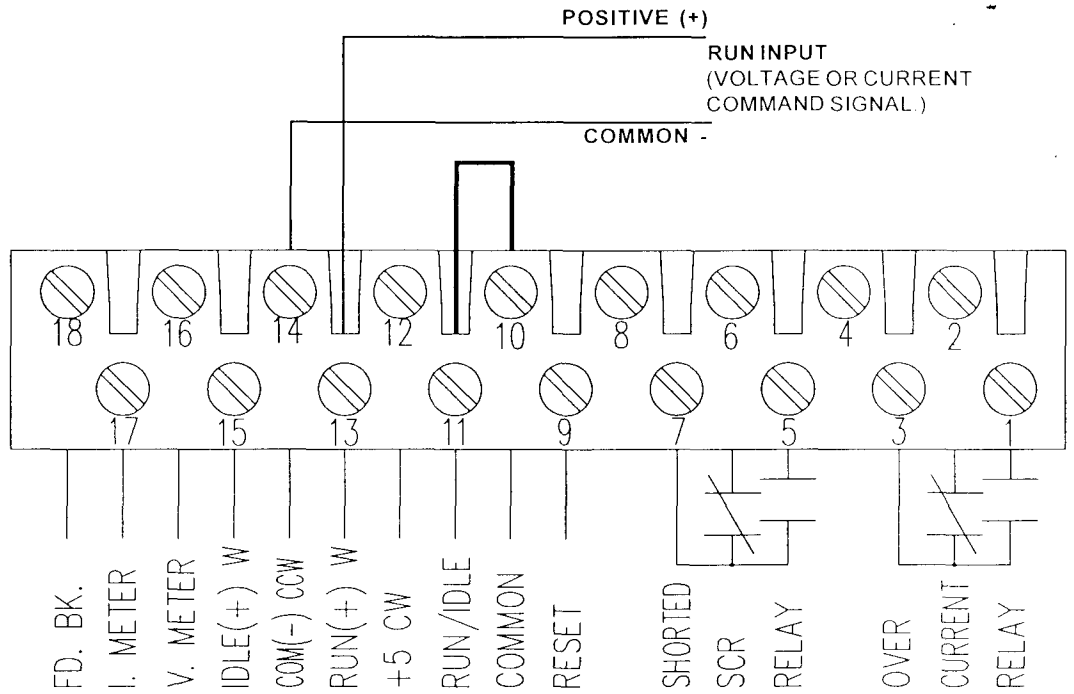 POSITIVE (+)
RUN INPUT
(VOLTAGE OR CURRENT
COMMAND SIGNAL.)
COMMON -
18
16
14
12
10
8
6
4
2
17
15
13
11
9
7
5
3
1
FD. BK.
I. METER
V. METER
IDLE(+) W
COM(-) CCW
RUN(+) W
+5 CW
RUN/IDLE
COMMON
RESET
SHORTED
SCR
RELAY
OVER
CURRENT
RELAY